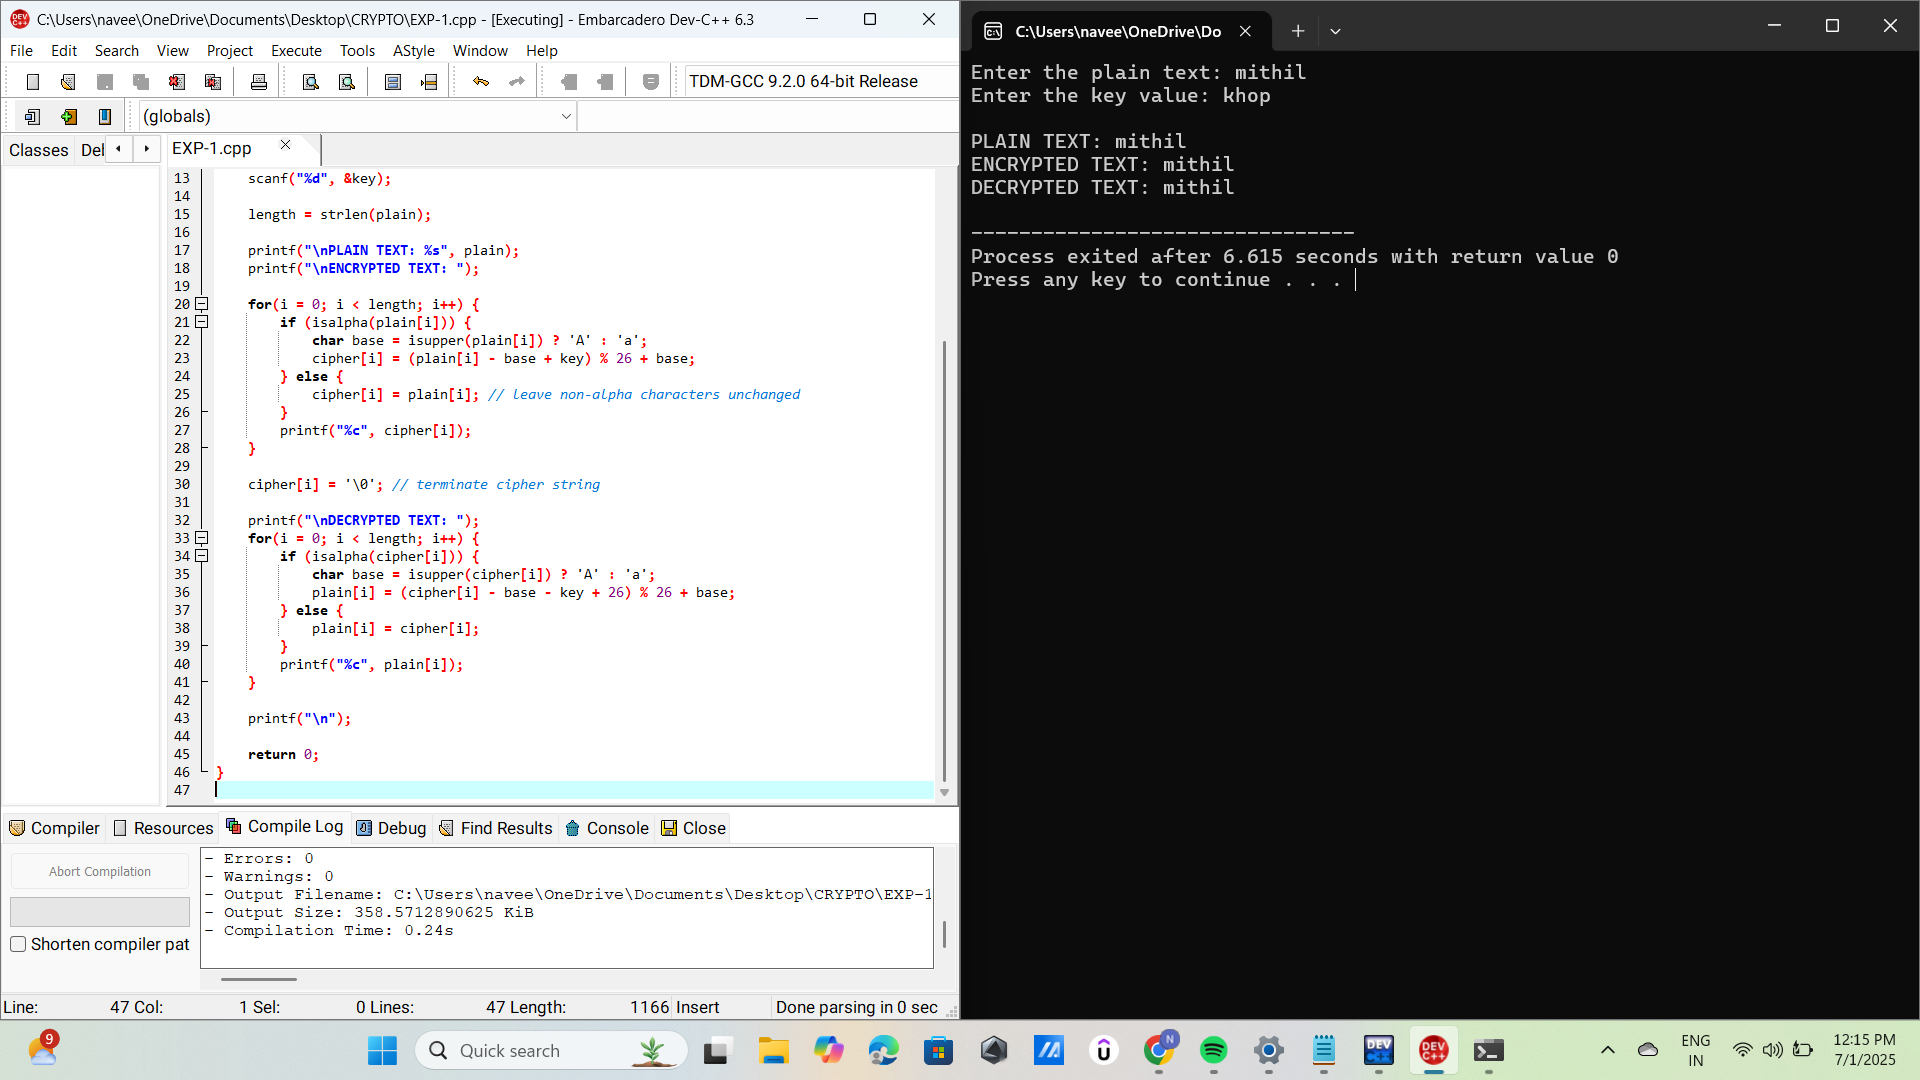 C:\Users\navee\OneDrive\Documents\Desktop\CRYPTO\EXP-1.cpp - [Executing] - Embarcadero Dev-C++ 6.3
File Edit Search View Project Execute Tools AStyle Window Help
TDM-GCC 9.2.0 64-bit Release
(globals)
Classes Del
EXP-1.cpp
13 scanf("%d", &key);
14
15 length = strlen(plain);
16
17 printf("\nPLAIN TEXT: %s", plain);
18 printf("\nENCRYPTED TEXT: ");
19
20 for(i = 0; i < length; i++) {
21 if (isalpha(plain[i])) {
22 char base = isupper(plain[i]) ? 'A' : 'a';
23 cipher[i] = (plain[i] - base + key) % 26 + base;
24 } else {
25 cipher[i] = plain[i]; // leave non-alpha characters unchanged
26 }
27 printf("%c", cipher[i]);
28 }
29
30 cipher[i] = '\0'; // terminate cipher string
31
32 printf("\nDECRYPTED TEXT: ");
33 for(i = 0; i < length; i++) {
34 if (isalpha(cipher[i])) {
35 char base = isupper(cipher[i]) ? 'A' : 'a';
36 plain[i] = (cipher[i] - base - key + 26) % 26 + base;
37 } else {
38 plain[i] = cipher[i];
39 }
40 printf("%c", plain[i]);
41 }
42
43 printf("\n");
44
45 return 0;
46 }
47
Compiler Resources Compile Log Debug Find Results Console Close
Abort Compilation
Shorten compiler pat
- Errors: 0
- Warnings: 0
- Output Filename: C:\Users\navee\OneDrive\Documents\Desktop\CRYPTO\EXP-1
- Output Size: 358.5712890625 KiB
- Compilation Time: 0.24s
Line: 47 Col: 1 Sel: 0 Lines: 47 Length: 1166 Insert Done parsing in 0 sec
C:\Users\navee\OneDrive\Do
Enter the plain text: mithil
Enter the key value: khop
PLAIN TEXT: mithil
ENCRYPTED TEXT: mithil
DECRYPTED TEXT: mithil
--------------------------------
Process exited after 6.615 seconds with return value 0
Press any key to continue . . .
9
Quick search
N
DEV C++
DEV C++
ENG
IN
12:15 PM
7/1/2025